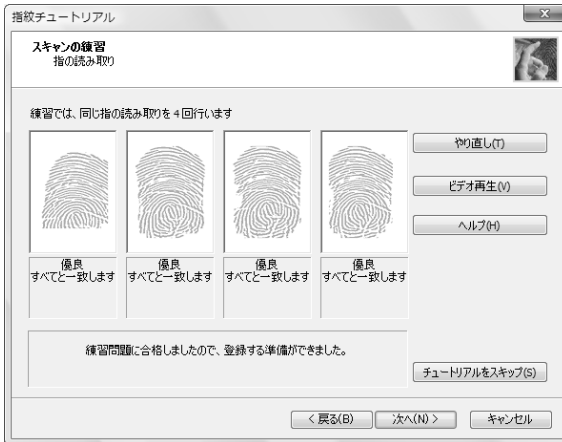 指紋チュートリアル
スキャンの練習
指の読み取り
練習では、同じ指の読み取りを4回行います
やり直し(T)
ビデオ再生(V)
ヘルプ(H)
優良 優良 優良 優良
すべてと一致します すべてと一致します すべてと一致します すべてと一致します
練習問題に合格しましたので、登録する準備ができました。
チュートリアルをスキップ(S)
< 戻る(B) 次へ(N) > キャンセル